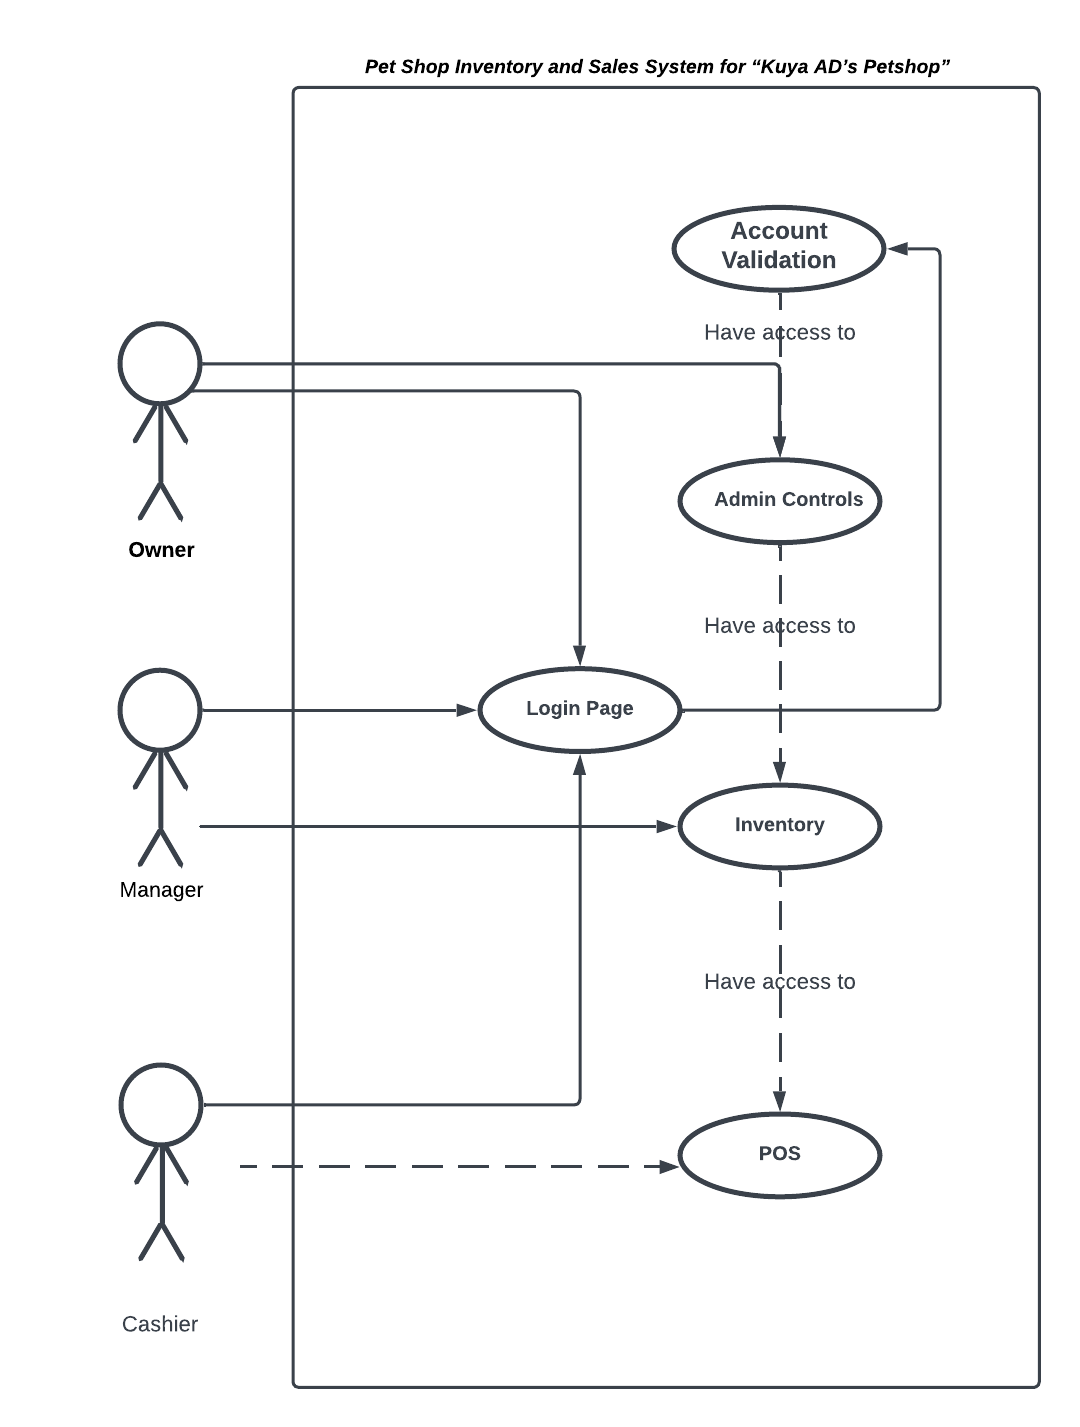 Pet Shop Inventory and Sales System for “Kuya AD’s Petshop”
Account
Validation
Have access to
Admin Controls
Owner
Have access to
Login Page
Inventory
Manager
Have access to
POS
Cashier